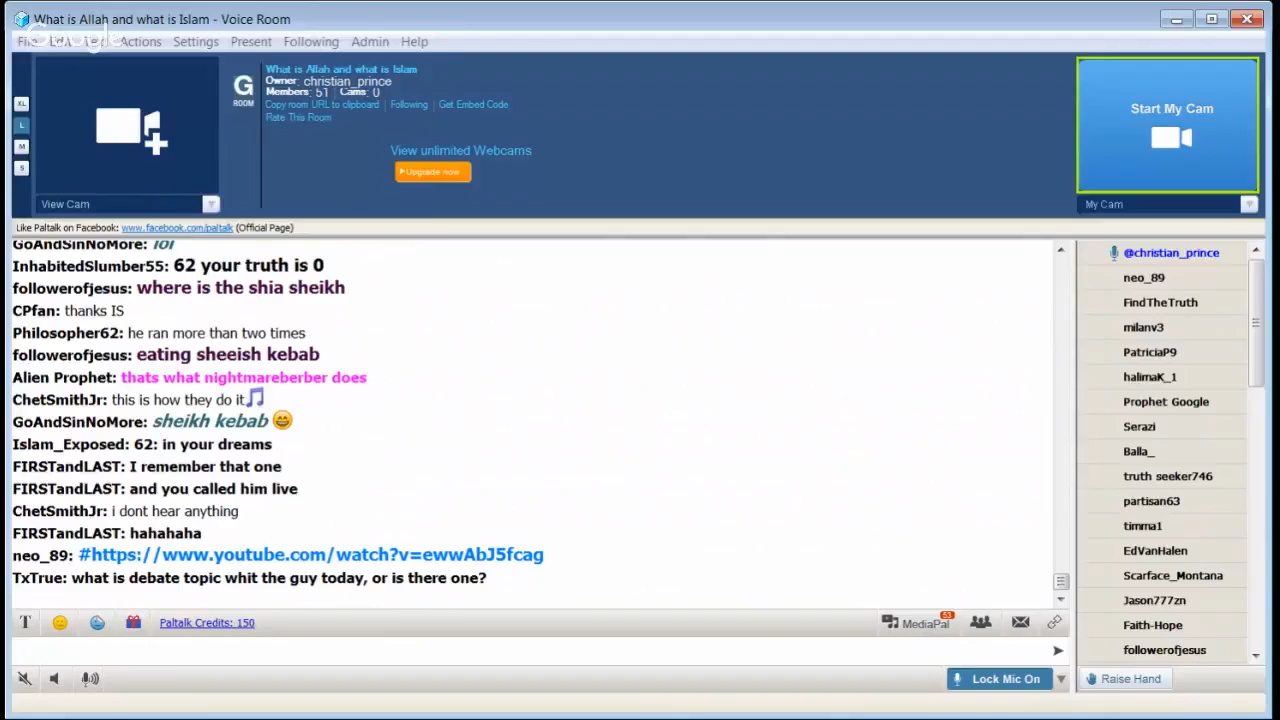 What is Allah and what is Islam - Voice Room
Google
Actions Settings Present Following Admin Help
G
ROOM
What is Allah and what is Islam
Owner: christian_prince
Members: 51 | Cams: 0
Copy room URL to clipboard | Following | Get Embed Code
Rate This Room
View unlimited Webcams
Upgrade now
XL
L
M
S
View Cam
Start My Cam
My Cam
Like Paltalk on Facebook: www.facebook.com/paltalk (Official Page)
GoAndSinNoMore: lol
InhabitedSlumber55: 62 your truth is 0
followerofjesus: where is the shia sheikh
CPfan: thanks IS
Philosopher62: he ran more than two times
followerofjesus: eating sheeish kebab
Alien Prophet: thats what nightmareberber does
ChetSmithJr: this is how they do it
GoAndSinNoMore: sheikh kebab
Islam_Exposed: 62: in your dreams
FIRSTandLAST: I remember that one
FIRSTandLAST: and you called him live
ChetSmithJr: i dont hear anything
FIRSTandLAST: hahahaha
neo_89: #https://www.youtube.com/watch?v=ewwAbJ5fcag
TxTrue: what is debate topic whit the guy today, or is there one?
@christian_prince
neo_89
FindTheTruth
milanv3
PatriciaP9
halimaK_1
Prophet Google
Serazi
Balla_
truth seeker746
partisan63
timma1
EdVanHalen
Scarface_Montana
Jason777zn
Faith-Hope
followerofjesus
T
Paltalk Credits: 150
MediaPal
53
Lock Mic On
Raise Hand